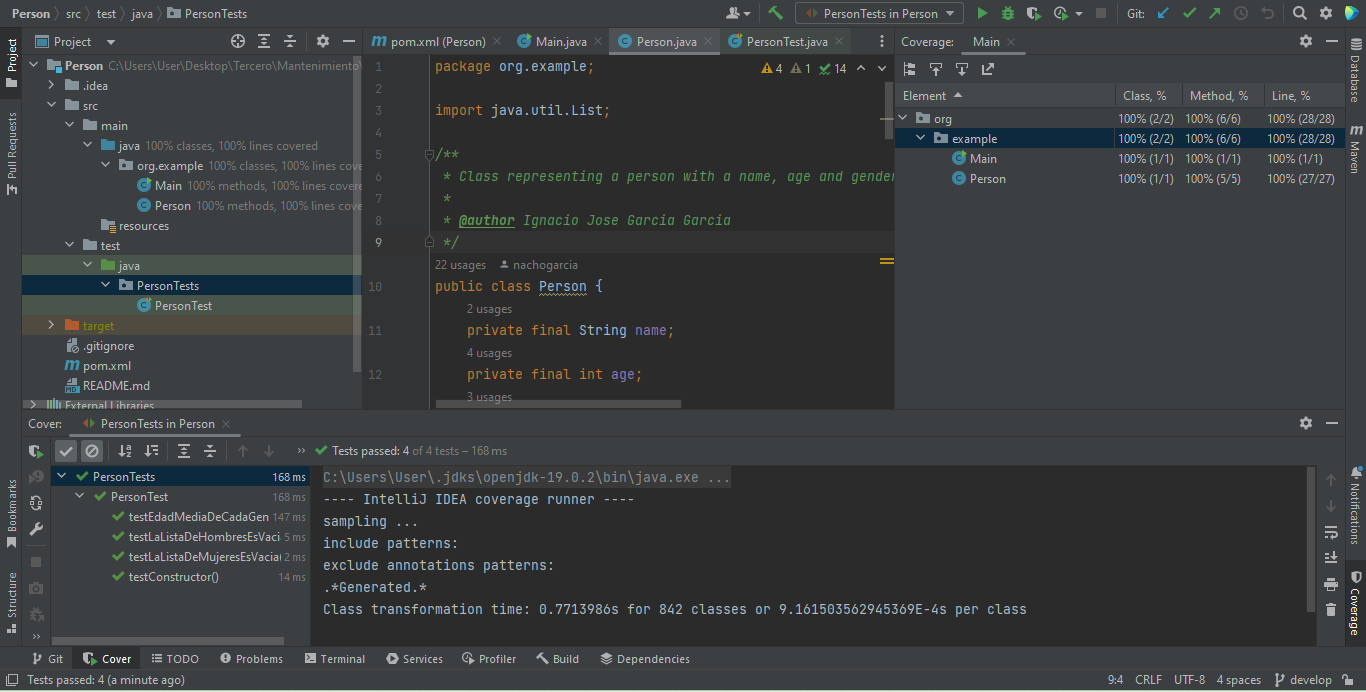 Person src test java PersonTests
PersonTests in Person
Git:
Project
Pull Requests
Bookmarks
Structure
Project
Person C:\Users\User\Desktop\Tercero\Mantenimiento\
.idea
src
main
java 100% classes, 100% lines covered
org.example 100% classes, 100% lines cove
Main 100% methods, 100% lines covere
Person 100% methods, 100% lines cove
resources
test
java
PersonTests
PersonTest
target
.gitignore
pom.xml
README.md
External Libraries
pom.xml (Person) Main.java Person.java PersonTest.java
4 1 14
1 package org.example;
2
3 import java.util.List;
4
5 /**
6 * Class representing a person with a name, age and gender
7 *
8 * @author Ignacio Jose Garcia Garcia
9 */
22 usages nachogarcia
10 public class Person {
2 usages
11 private final String name;
4 usages
12 private final int age;
3 usages
Coverage: Main
Element Class, % Method, % Line, %
org 100% (2/2) 100% (6/6) 100% (28/28)
example 100% (2/2) 100% (6/6) 100% (28/28)
Main 100% (1/1) 100% (1/1) 100% (1/1)
Person 100% (1/1) 100% (5/5) 100% (27/27)
Database
Maven
Notifications
Coverage
Cover: PersonTests in Person
Tests passed: 4 of 4 tests – 168 ms
PersonTests 168 ms
PersonTest 168 ms
testEdadMediaDeCadaGen 147 ms
testLaListaDeHombresEsVaci 5 ms
testLaListaDeMujeresEsVacia( 2 ms
testConstructor() 14 ms
C:\Users\User\.jdks\openjdk-19.0.2\bin\java.exe ...
---- IntelliJ IDEA coverage runner ----
sampling ...
include patterns:
exclude annotations patterns:
.*Generated.*
Class transformation time: 0.7713986s for 842 classes or 9.161503562945369E-4s per class
Git Cover TODO Problems Terminal Services Profiler Build Dependencies
Tests passed: 4 (a minute ago)
9:4 CRLF UTF-8 4 spaces develop